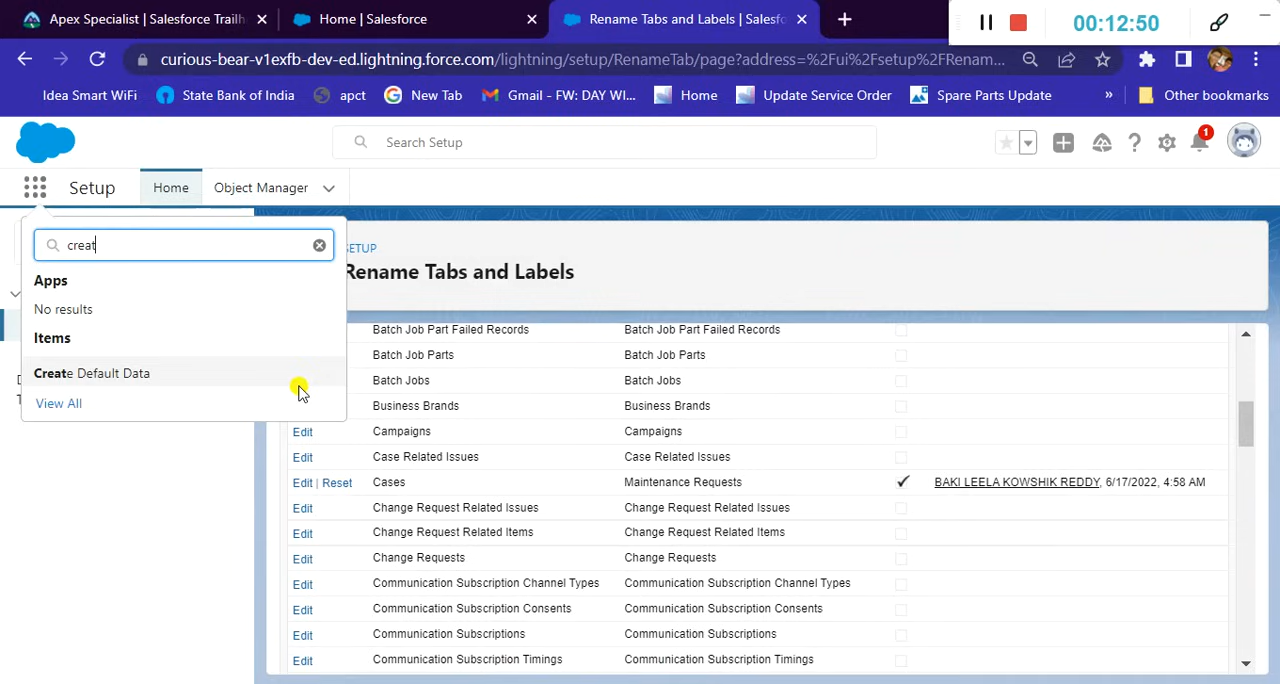 Apex Specialist | Salesforce Trailh
Home | Salesforce
Rename Tabs and Labels | Salesfo
00:12:50
curious-bear-v1exfb-dev-ed.lightning.force.com/lightning/setup/RenameTab/page?address=%2Fui%2Fsetup%2FRenam...
Idea Smart WiFi
State Bank of India
apct
New Tab
Gmail - FW: DAY WI...
Home
Update Service Order
Spare Parts Update
»
Other bookmarks
Search Setup
1
Setup
Home
Object Manager
creat
Apps
No results
Items
Create Default Data
View All
SETUP
Rename Tabs and Labels
Batch Job Part Failed Records Batch Job Part Failed Records
Batch Job Parts Batch Job Parts
Batch Jobs Batch Jobs
Business Brands Business Brands
Edit Campaigns Campaigns
Edit Case Related Issues Case Related Issues
Edit | Reset Cases Maintenance Requests BAKI LEELA KOWSHIK REDDY, 6/17/2022, 4:58 AM
Edit Change Request Related Issues Change Request Related Issues
Edit Change Request Related Items Change Request Related Items
Edit Change Requests Change Requests
Edit Communication Subscription Channel Types Communication Subscription Channel Types
Edit Communication Subscription Consents Communication Subscription Consents
Edit Communication Subscriptions Communication Subscriptions
Edit Communication Subscription Timings Communication Subscription Timings